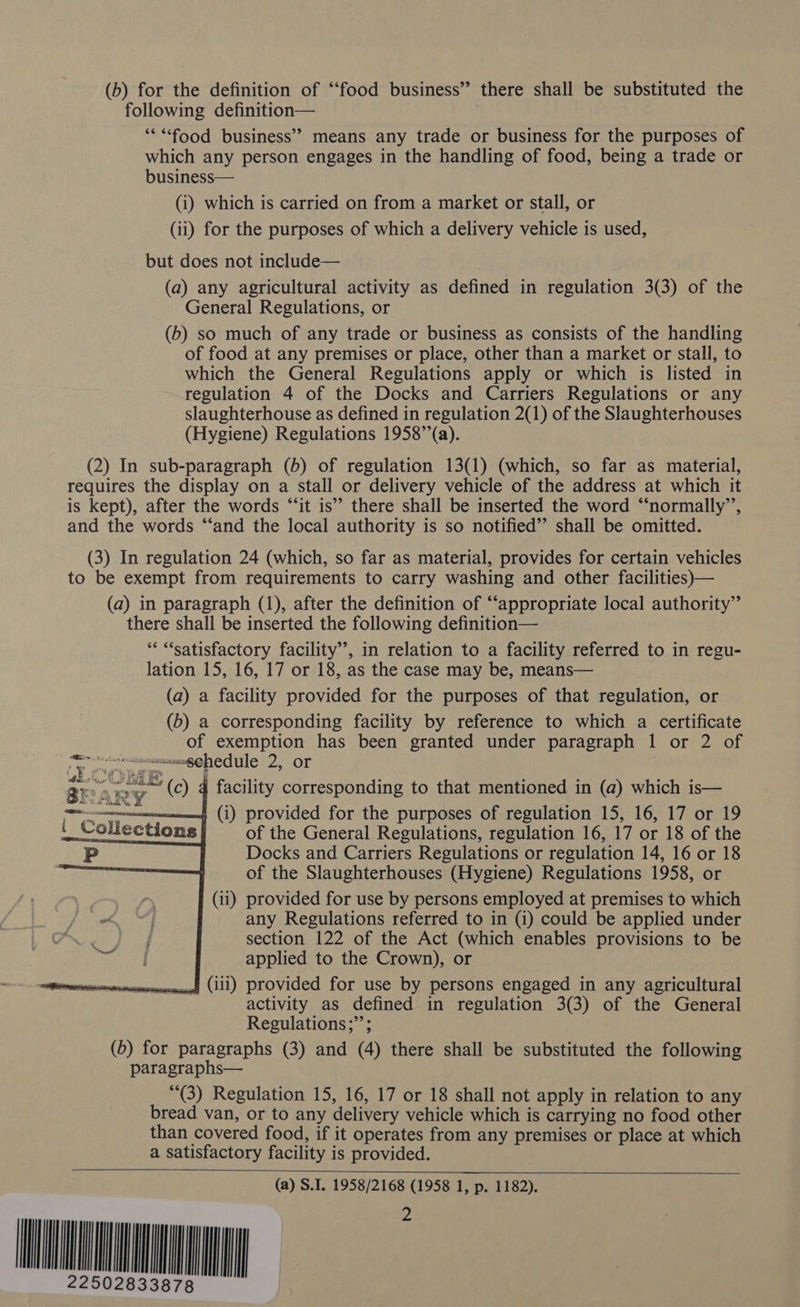 (b) for the definition of “food business” there shall be substituted the
following definition—
“ “food business” means any trade or business for the purposes of
which any person engages in the handling of food, being a trade or
business—
(i) which is carried on from a market or stall, or
(ii) for the purposes of which a delivery vehicle is used,
but does not include—
(a) any agricultural activity as defined in regulation 3(3) of the
General Regulations, or
(b) so much of any trade or business as consists of the handling
of food at any premises or place, other than a market or stall, to
which the General Regulations apply or which is listed in
regulation 4 of the Docks and Carriers Regulations or any
slaughterhouse as defined in regulation 2(1) of the Slaughterhouses
(Hygiene) Regulations 1958”(a).
(2) In sub-paragraph (b) of regulation 13(1) (which, so far as material,
requires the display on a stall or delivery vehicle of the address at which it
is kept), after the words “it is” there shall be inserted the word “normally”,
and the words “and the local authority is so notified” shall be omitted.
(3) In regulation 24 (which, so far as material, provides for certain vehicles
to be exempt from requirements to carry washing and other facilities)—
(a) in paragraph (1), after the definition of “appropriate local authority”
there shall be inserted the following definition—
“ “satisfactory facility”, in relation to a facility referred to in regu-
lation 15, 16, 17 or 18, as the case may be, means—
(a) a facility provided for the purposes of that regulation, or
(b) a corresponding facility by reference to which a certificate
of exemption has been granted under paragraph 1 or 2 of
schedule 2, or
(c) a facility corresponding to that mentioned in (a) which is—
(i) provided for the purposes of regulation 15, 16, 17 or 19
of the General Regulations, regulation 16, 17 or 18 of the
Docks and Carriers Regulations or regulation 14, 16 or 18
of the Slaughterhouses (Hygiene) Regulations 1958, or
(ii) provided for use by persons employed at premises to which
any Regulations referred to in (i) could be applied under
section 122 of the Act (which enables provisions to be
applied to the Crown), or
(iii) provided for use by persons engaged in any agricultural
activity as defined in regulation 3(3) of the General
Regulations;”;
Collections
P
(b) for paragraphs (3) and (4) there shall be substituted the following
paragraphs—
“(3) Regulation 15, 16, 17 or 18 shall not apply in relation to any
bread van, or to any delivery vehicle which is carrying no food other
than covered food, if it operates from any premises or place at which
a satisfactory facility is provided.
(a) S.I. 1958/2168 (1958 I, p. 1182).
2
22502833878